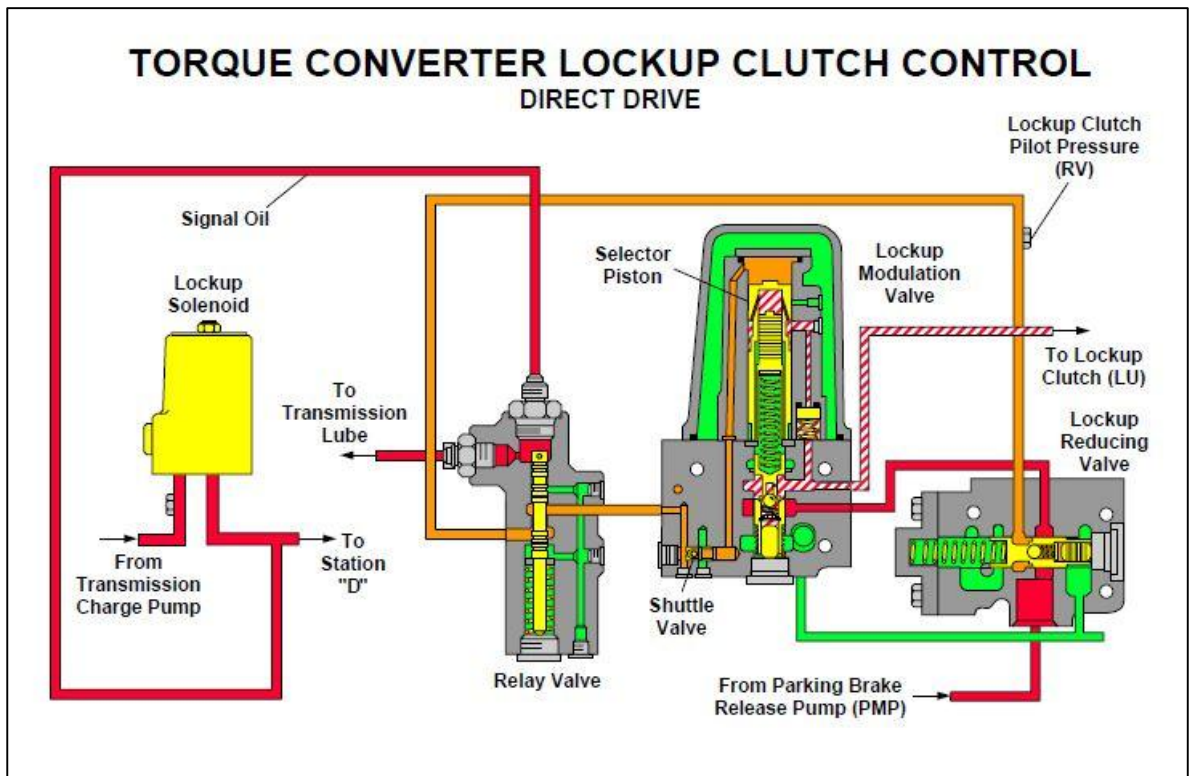 TORQUE CONVERTER LOCKUP CLUTCH CONTROL
DIRECT DRIVE
Lockup Clutch
Pilot Pressure
(RV)
Signal Oil
Lockup
Solenoid
Selector
Piston
Lockup
Modulation
Valve
To
Transmission
Lube
To Lockup
Clutch (LU)
Lockup
Reducing
Valve
From
Transmission
Charge Pump
To
Station
"D"
Shuttle
Valve
Relay Valve
From Parking Brake
Release Pump (PMP)